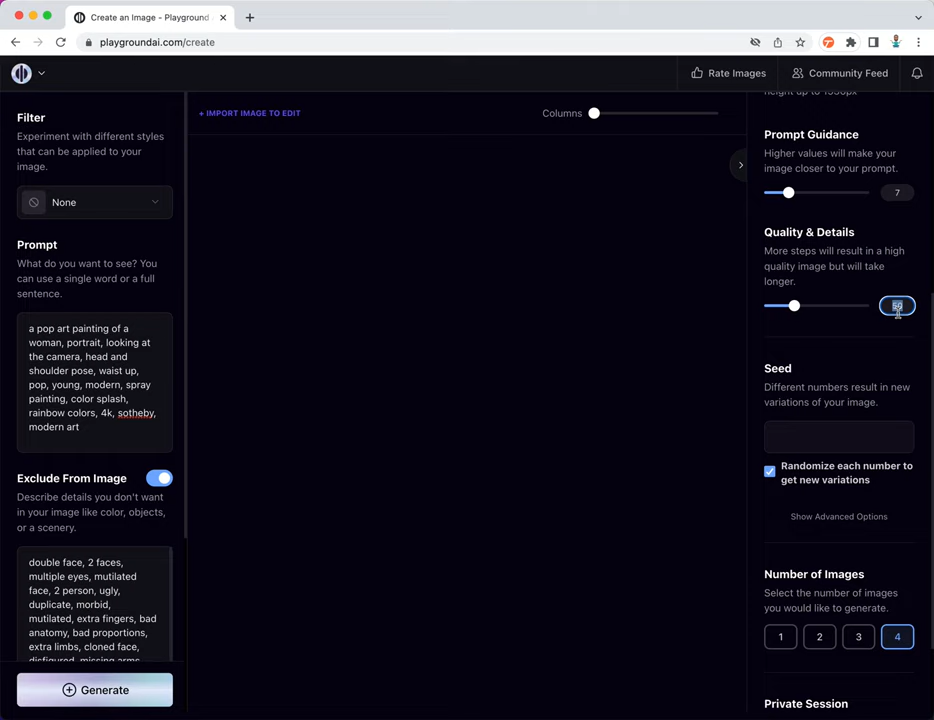 Create an Image - Playground
playgroundai.com/create
Rate Images
Community Feed
Filter
Experiment with different styles
that can be applied to your
image.
None
Prompt
What do you want to see? You
can use a single word or a full
sentence.
a pop art painting of a
woman, portrait, looking at
the camera, head and
shoulder pose, waist up,
pop, young, modern, spray
painting, color splash,
rainbow colors, 4k, sotheby,
modern art
Exclude From Image
Describe details you don't want
in your image like color, objects,
or a scenery.
double face, 2 faces,
multiple eyes, mutilated
face, 2 person, ugly,
duplicate, morbid,
mutilated, extra fingers, bad
anatomy, bad proportions,
extra limbs, cloned face,
disfigured, missing arms
Generate
+ IMPORT IMAGE TO EDIT
Columns
Prompt Guidance
Higher values will make your
image closer to your prompt.
7
Quality & Details
More steps will result in a high
quality image but will take
longer.
Seed
Different numbers result in new
variations of your image.
Randomize each number to
get new variations
Show Advanced Options
Number of Images
Select the number of images
you would like to generate.
1 2 3 4
Private Session